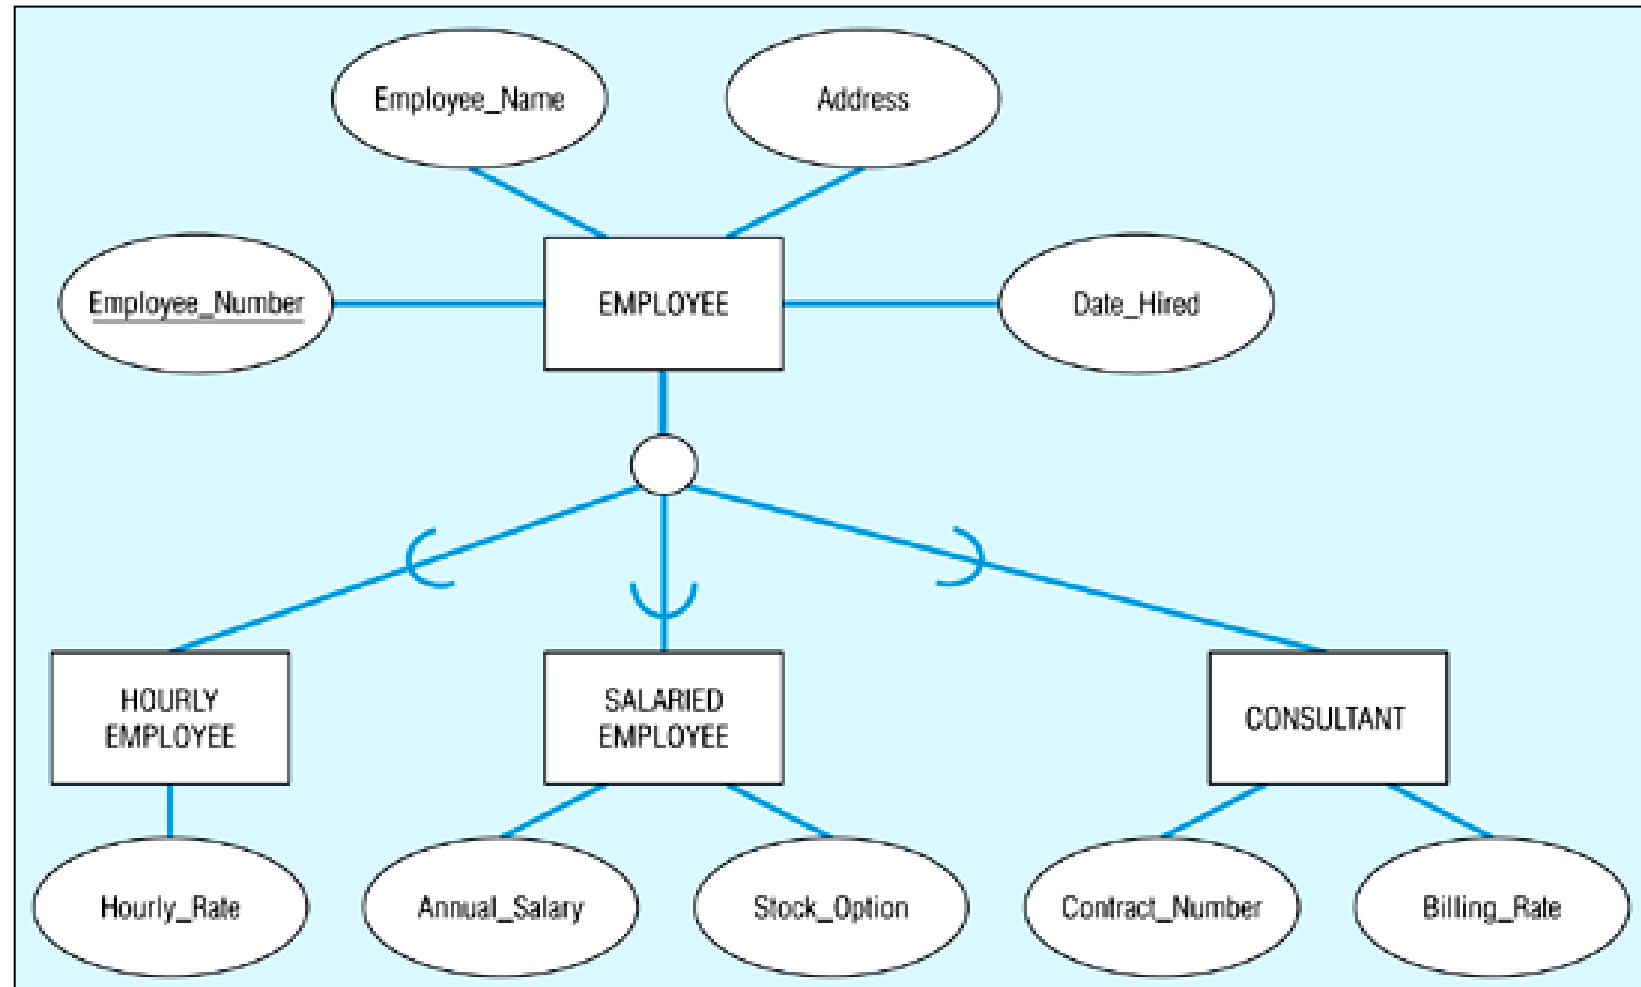 Employee_Name
Address
Employee_Number
EMPLOYEE
Date_Hired
HOURLY
EMPLOYEE
SALARIED
EMPLOYEE
CONSULTANT
Hourly_Rate
Annual_Salary
Stock_Option
Contract_Number
Billing_Rate